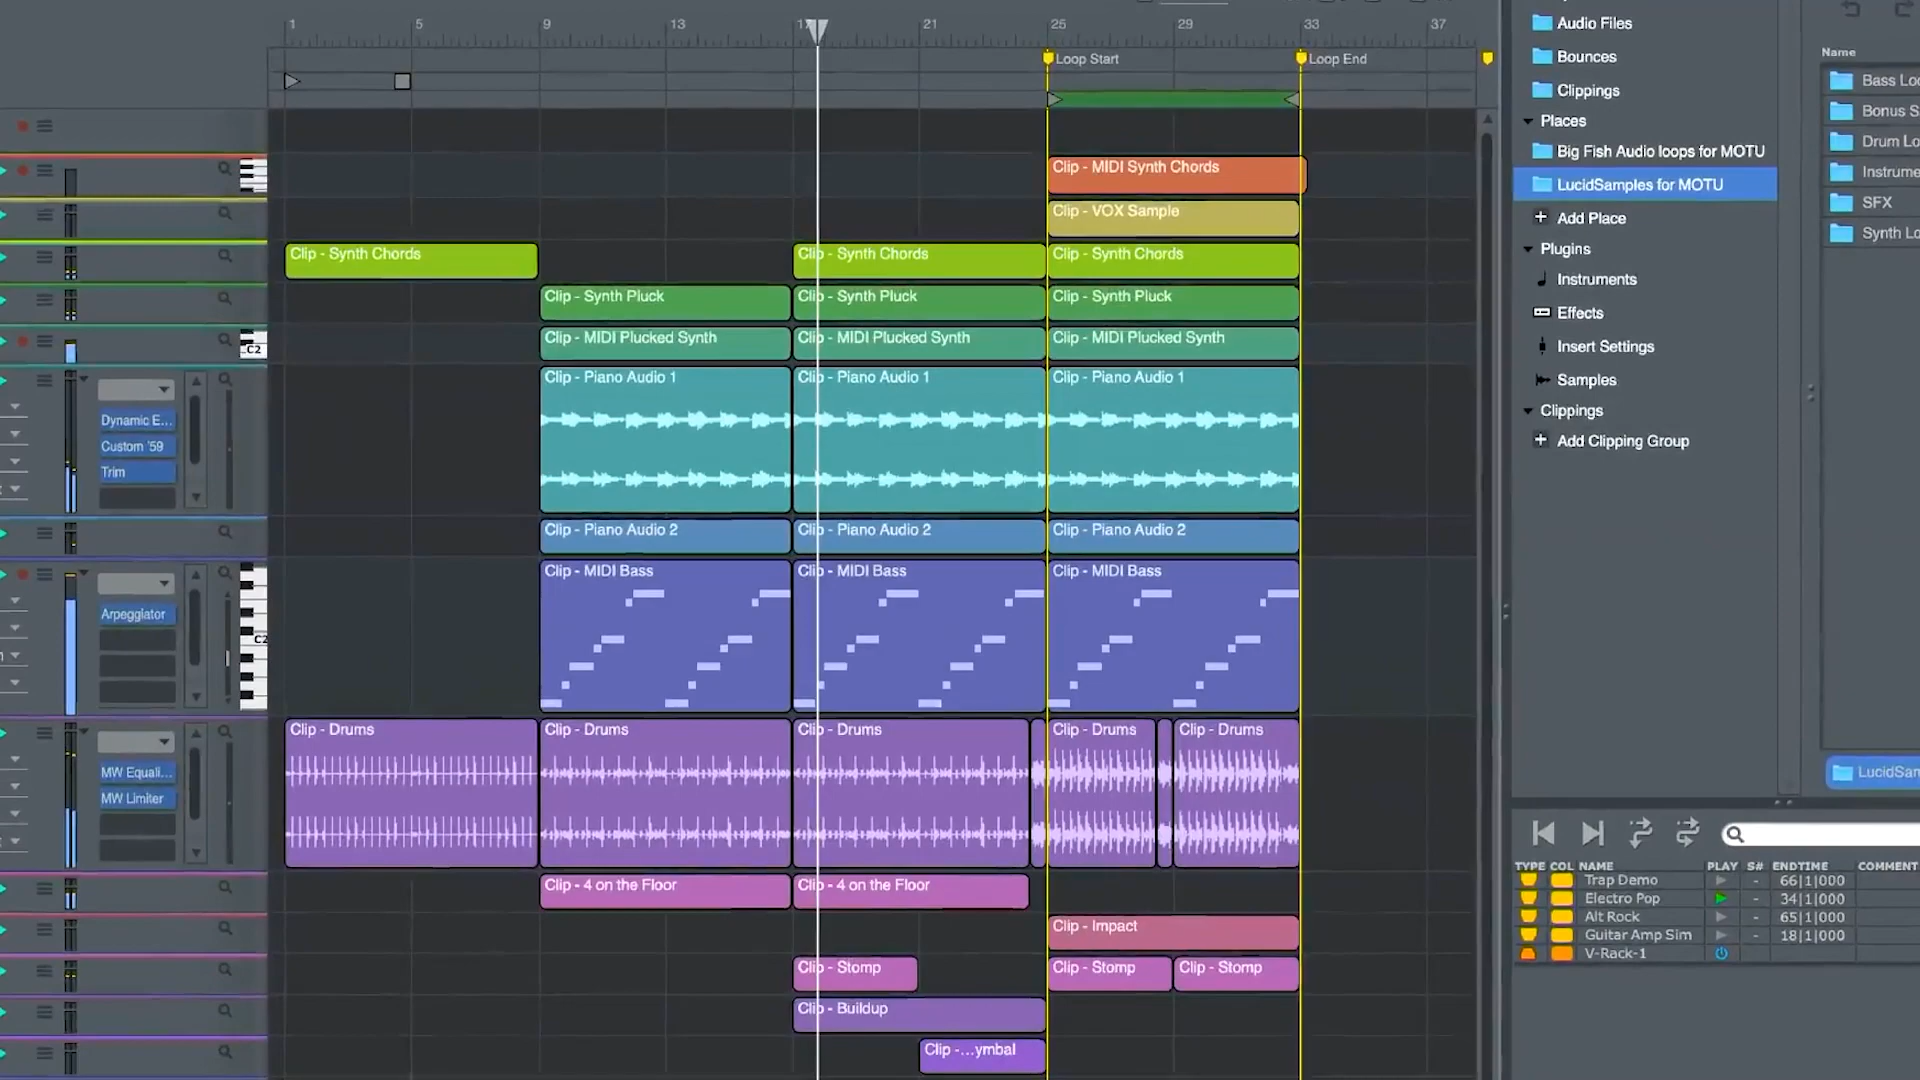 1 5 9 13 17 21 25 29 33 37
Loop Start Loop End
Clip - MIDI Synth Chords
Clip - VOX Sample
Clip - Synth Chords Clip - Synth Chords Clip - Synth Chords
Clip - Synth Pluck Clip - Synth Pluck Clip - Synth Pluck
C2 Clip - MIDI Plucked Synth Clip - MIDI Plucked Synth Clip - MIDI Plucked Synth
Clip - Piano Audio 1 Clip - Piano Audio 1 Clip - Piano Audio 1
Dynamic E...
Custom '59
Trim
Clip - Piano Audio 2 Clip - Piano Audio 2 Clip - Piano Audio 2
Clip - MIDI Bass Clip - MIDI Bass Clip - MIDI Bass
Arpeggiator
C2
Clip - Drums Clip - Drums Clip - Drums Clip - Drums Clip - Drums
MW Equali...
MW Limiter
Clip - 4 on the Floor Clip - 4 on the Floor
Clip - Impact
Clip - Stomp Clip - Stomp Clip - Stomp
Clip - Buildup
Clip -...ymbal
Audio Files
Bounces
Clippings
Places
Big Fish Audio loops for MOTU
LucidSamples for MOTU
+ Add Place
Plugins
Instruments
Effects
Insert Settings
Samples
Clippings
+ Add Clipping Group
Name
Bass Loo
Bonus S
Drum Lo
Instrume
SFX
Synth Lo
LucidSam
TYPE COL NAME PLAY S# ENDTIME COMMENT
Trap Demo - 66|1|000
Electro Pop - 34|1|000
Alt Rock - 65|1|000
Guitar Amp Sim - 18|1|000
V-Rack-1